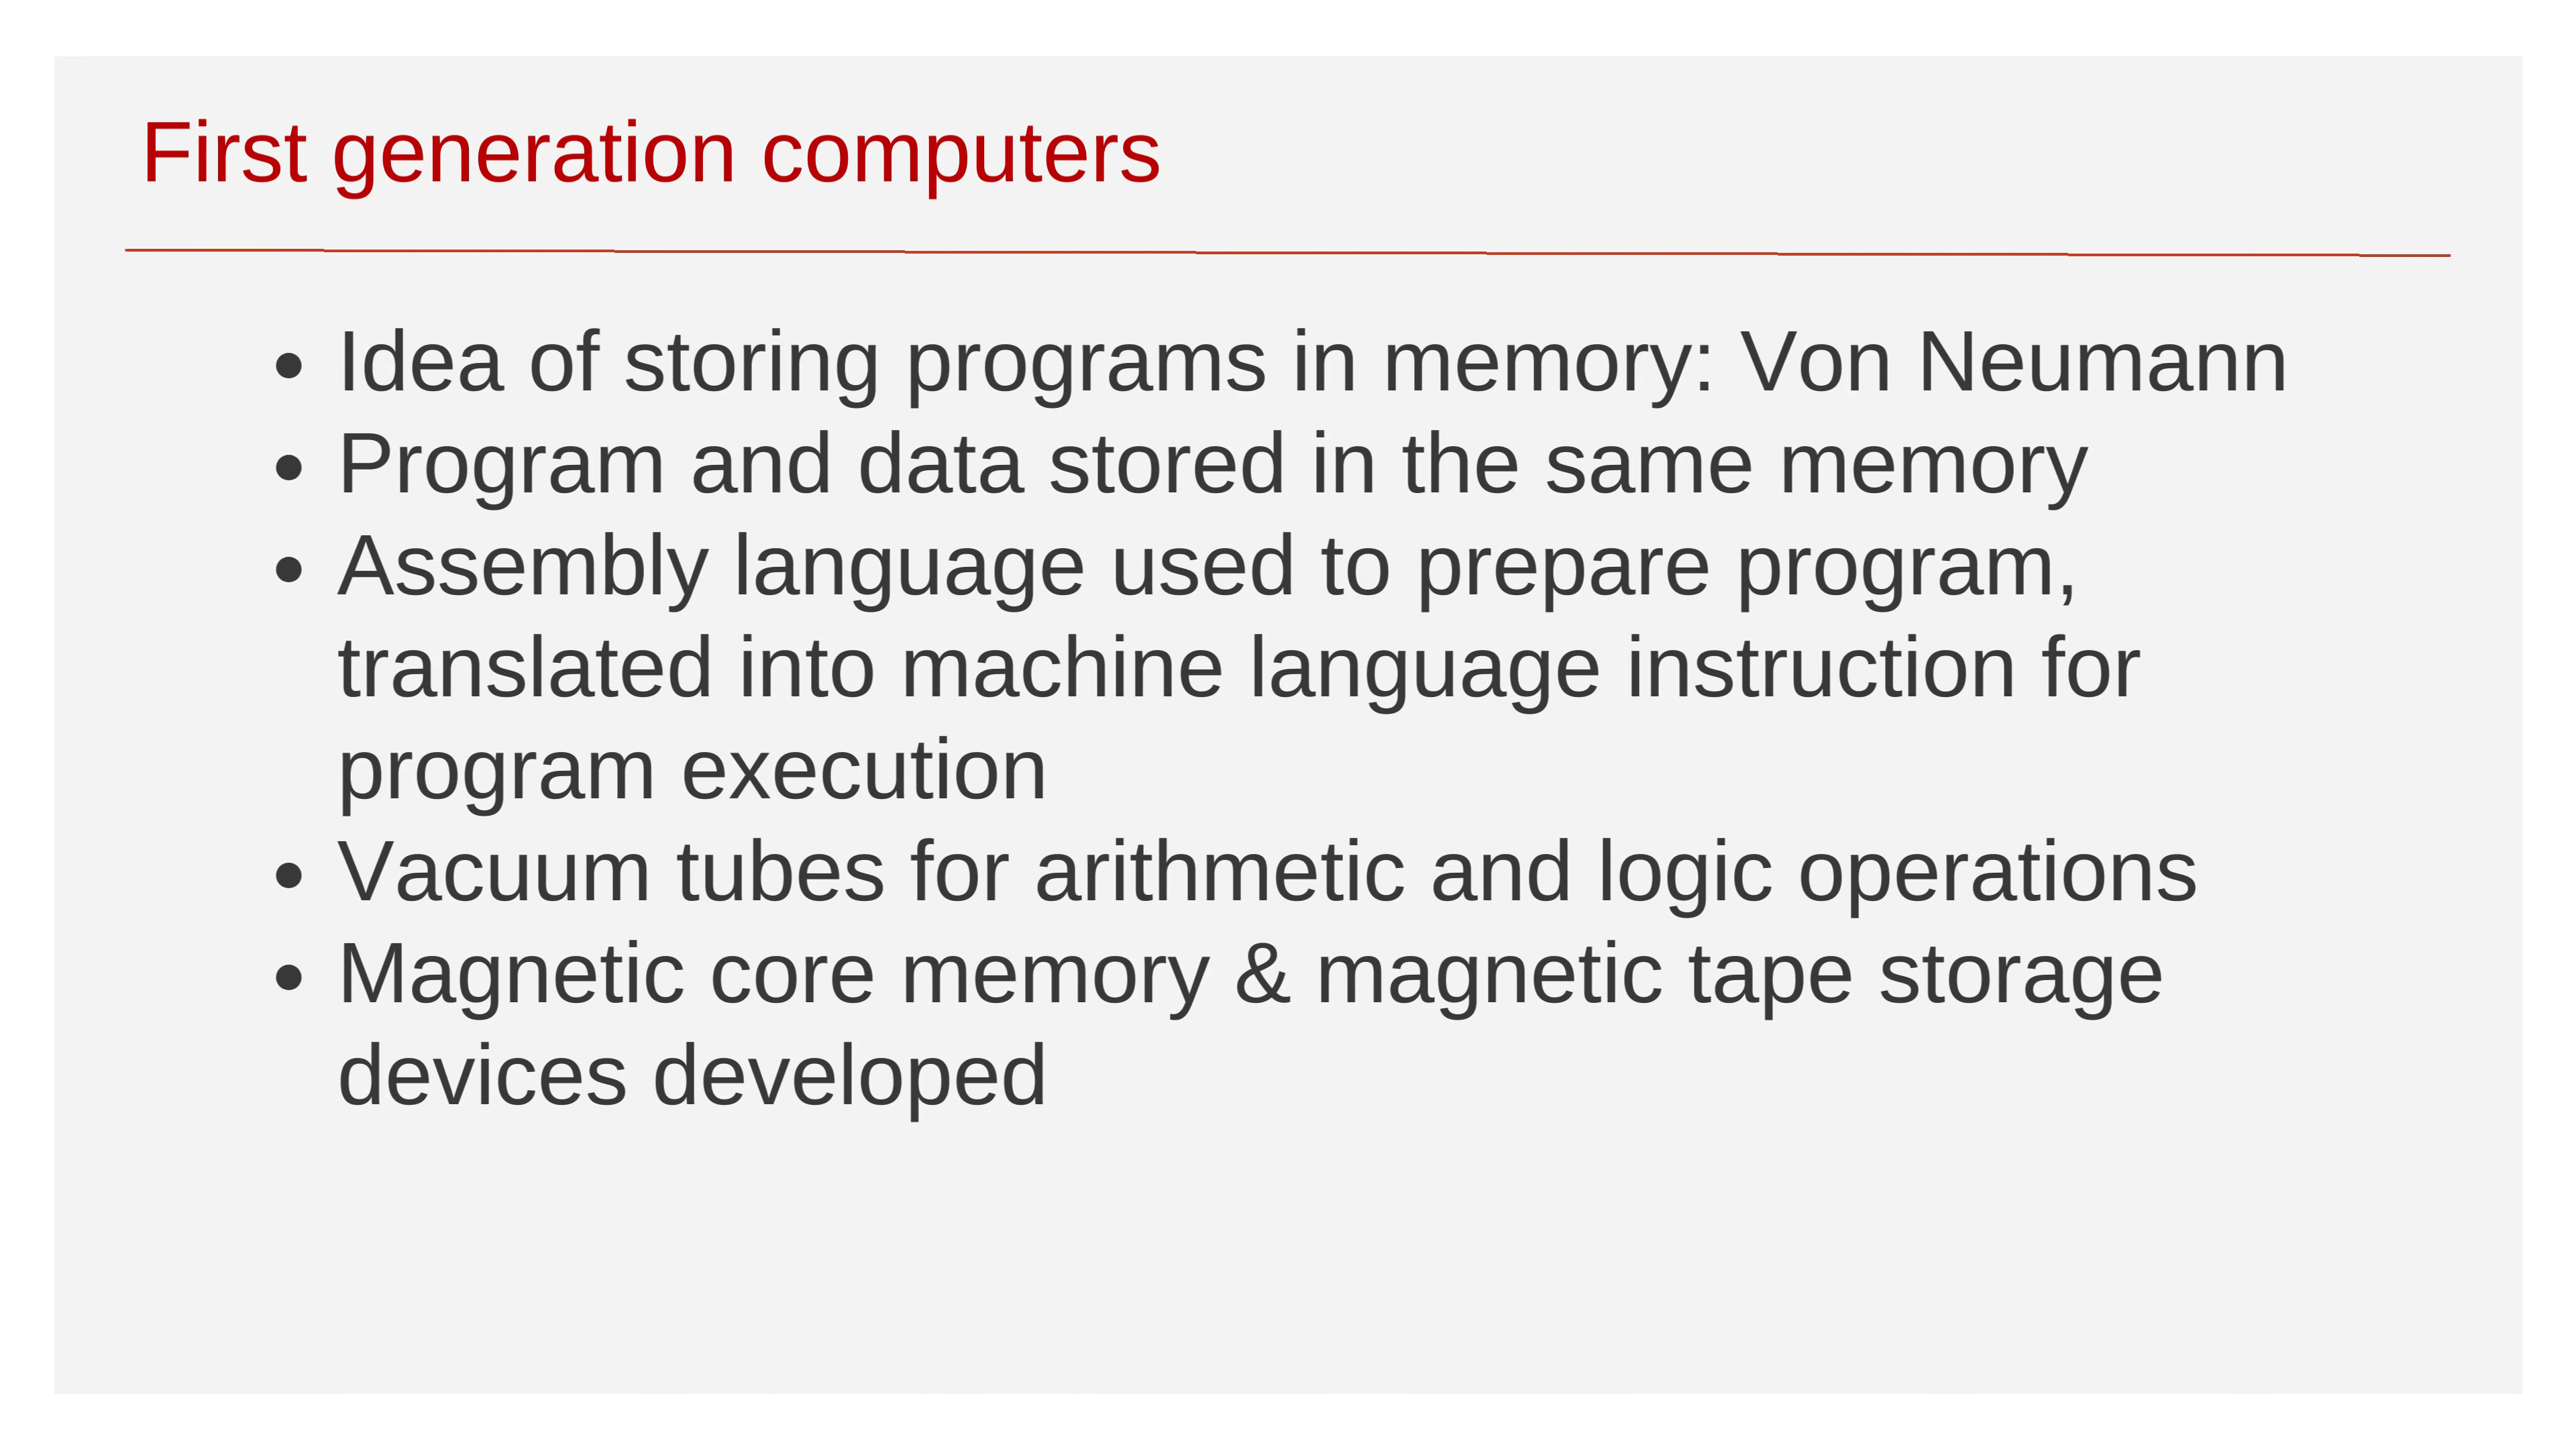 First generation computers
• Idea of storing programs in memory: Von Neumann
• Program and data stored in the same memory
• Assembly language used to prepare program,
translated into machine language instruction for
program execution
• Vacuum tubes for arithmetic and logic operations
• Magnetic core memory & magnetic tape storage
devices developed